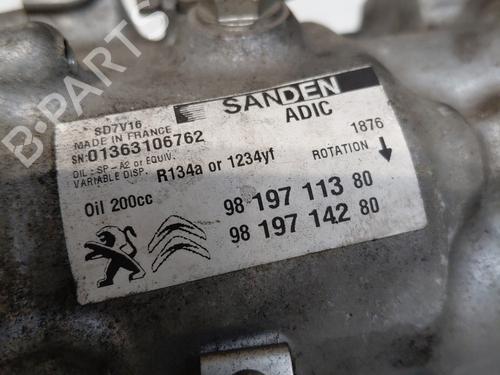 SANDEN
SD7V16
ADIC
MADE IN FRANCE
1876
SN:01363106762
OIL : SP-A2 or EQUIV.
ROTATION
VARIABLE DISP. R134a or 1234yf
Oil 200cc
98 197 113 80
98 197 142 80
B-PARTS